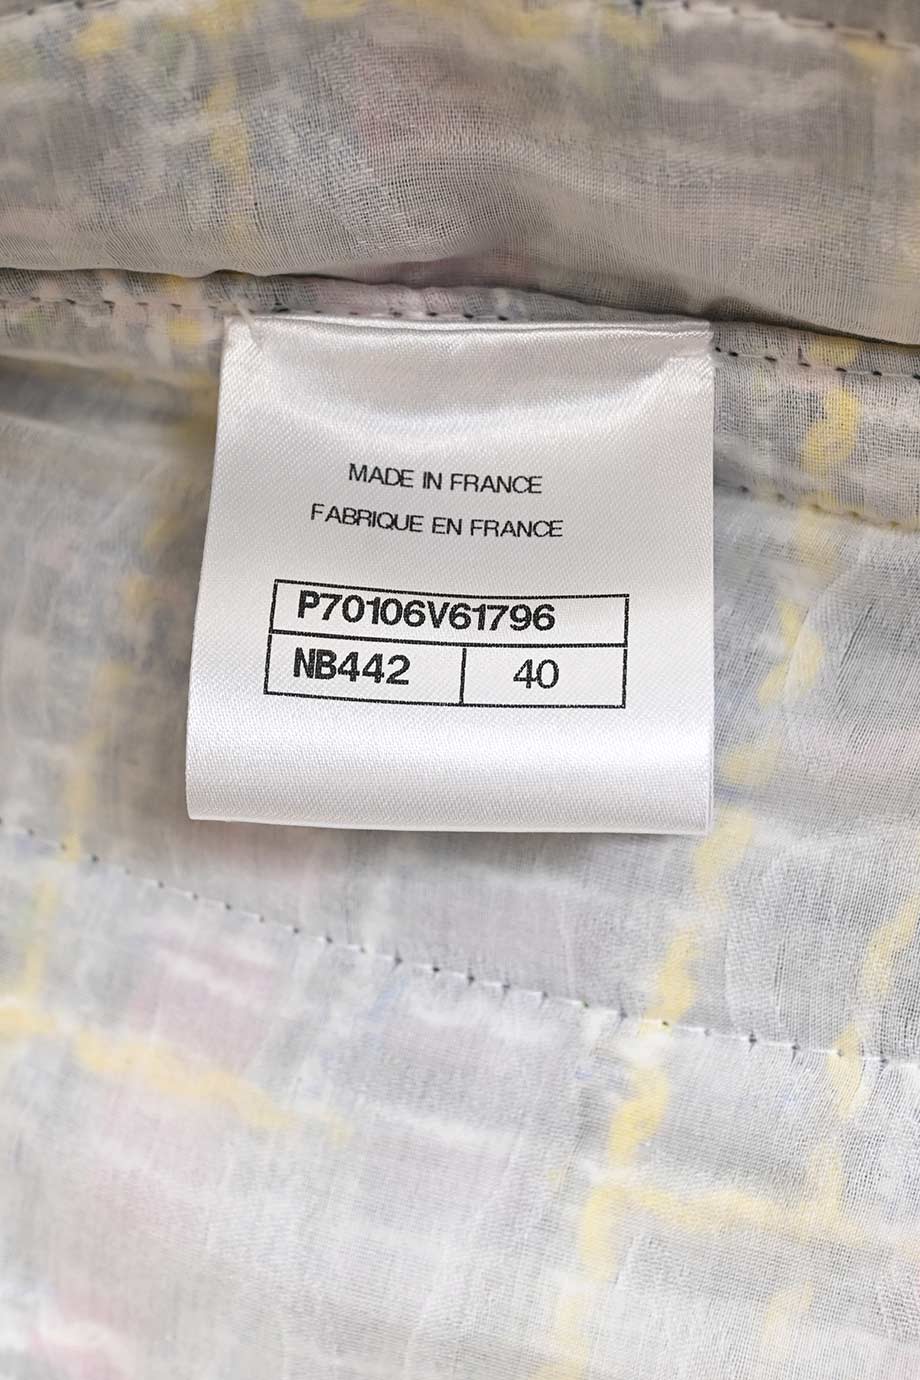 MADE IN FRANCE
FABRIQUE EN FRANCE
P70106V61796
NB442 40